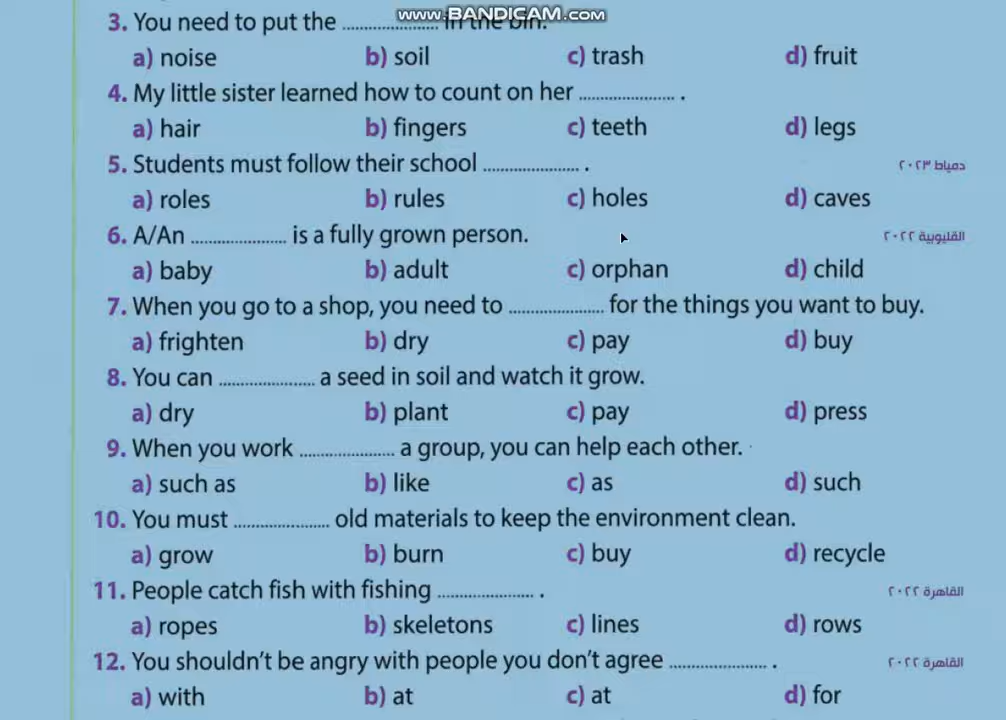 www.BANDICAM.com
3. You need to put the .................... in the bin.
a) noise b) soil c) trash d) fruit
4. My little sister learned how to count on her .................... .
a) hair b) fingers c) teeth d) legs
5. Students must follow their school .................... . دمياط ٢٠٢٣
a) roles b) rules c) holes d) caves
6. A/An .................... is a fully grown person. القليوبية ٢٠٢٢
a) baby b) adult c) orphan d) child
7. When you go to a shop, you need to .................... for the things you want to buy.
a) frighten b) dry c) pay d) buy
8. You can .................... a seed in soil and watch it grow.
a) dry b) plant c) pay d) press
9. When you work .................... a group, you can help each other.
a) such as b) like c) as d) such
10. You must .................... old materials to keep the environment clean.
a) grow b) burn c) buy d) recycle
11. People catch fish with fishing .................... . القاهرة ٢٠٢٢
a) ropes b) skeletons c) lines d) rows
12. You shouldn't be angry with people you don't agree .................... . القاهرة ٢٠٢٢
a) with b) at c) at d) for